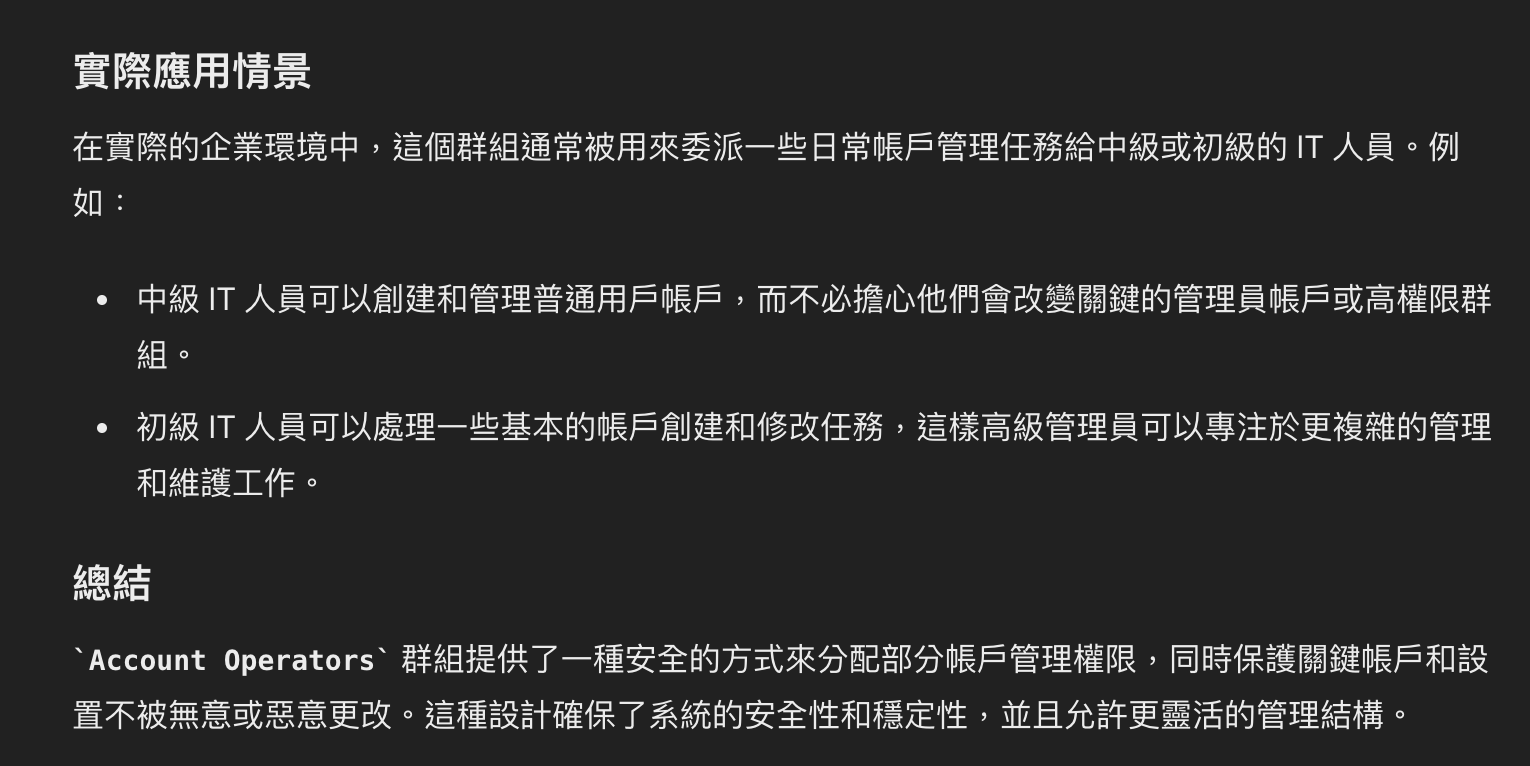 實際應用情景
在實際的企業環境中，這個群組通常被用來委派一些日常帳戶管理任務給中級或初級的 IT 人員。例
如：
• 中級 IT 人員可以創建和管理普通用戶帳戶，而不必擔心他們會改變關鍵的管理員帳戶或高權限群
組。
• 初級 IT 人員可以處理一些基本的帳戶創建和修改任務，這樣高級管理員可以專注於更複雜的管理
和維護工作。
總結
`Account Operators` 群組提供了一種安全的方式來分配部分帳戶管理權限，同時保護關鍵帳戶和設
置不被無意或惡意更改。這種設計確保了系統的安全性和穩定性，並且允許更靈活的管理結構。